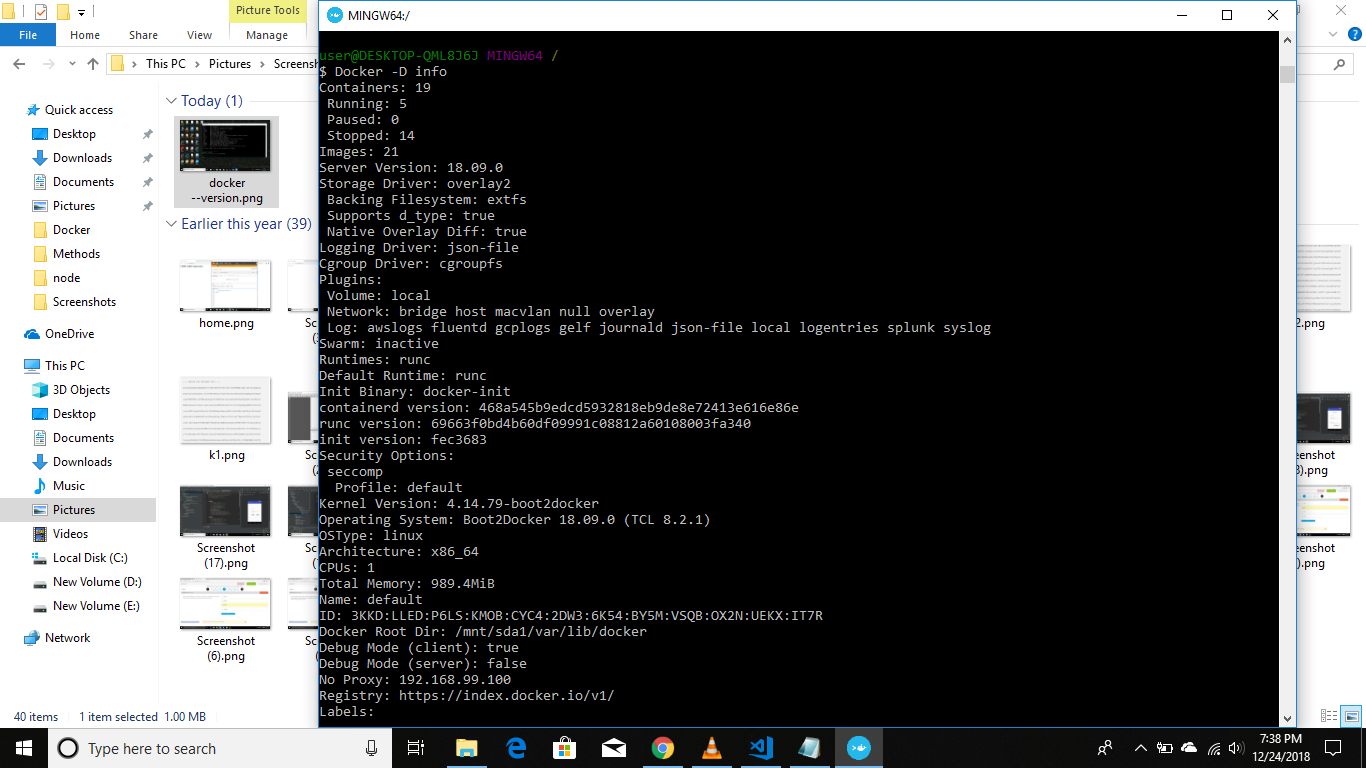 Picture Tools
File
Home
Share
View
Manage
This PC
Pictures
Quick access
Desktop
Downloads
Documents
Pictures
Docker
Methods
node
Screenshots
OneDrive
This PC
3D Objects
Desktop
Documents
Downloads
Music
Pictures
Videos
Local Disk (C:)
New Volume (D:)
New Volume (E:)
Network
40 items
1 item selected 1.00 MB
Today (1)
docker
--version.png
Earlier this year (39)
home.png
k1.png
Screenshot
(17).png
Screenshot
(6).png
MINGW64:/
user@DESKTOP-QML8J6J MINGW64 /
$ Docker -D info
Containers: 19
Running: 5
Paused: 0
Stopped: 14
Images: 21
Server Version: 18.09.0
Storage Driver: overlay2
Backing Filesystem: extfs
Supports d_type: true
Native Overlay Diff: true
Logging Driver: json-file
Cgroup Driver: cgroupfs
Plugins:
Volume: local
Network: bridge host macvlan null overlay
Log: awslogs fluentd gcplogs gelf journald json-file local logentries splunk syslog
Swarm: inactive
Runtimes: runc
Default Runtime: runc
Init Binary: docker-init
containerd version: 468a545b9edcd5932818eb9de8e72413e616e86e
runc version: 69663f0bd4b60df09991c08812a60108003fa340
init version: fec3683
Security Options:
seccomp
Profile: default
Kernel Version: 4.14.79-boot2docker
Operating System: Boot2Docker 18.09.0 (TCL 8.2.1)
OSType: linux
Architecture: x86_64
CPUs: 1
Total Memory: 989.4MiB
Name: default
ID: 3KKD:LLED:P6LS:KMOB:CYC4:2DW3:6K54:BY5M:VSQB:OX2N:UEKX:IT7R
Docker Root Dir: /mnt/sda1/var/lib/docker
Debug Mode (client): true
Debug Mode (server): false
No Proxy: 192.168.99.100
Registry: https://index.docker.io/v1/
Labels:
Type here to search
7:38 PM
12/24/2018